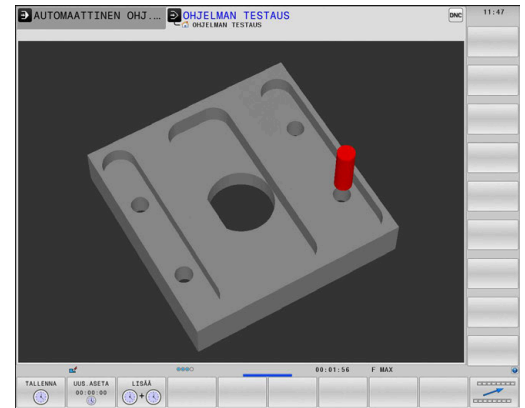 AUTOMAATTINEN OHJ....
OHJELMAN TESTAUS
OHJELMAN TESTAUS
DNC
11:47
00:01:56 F MAX
TALLENNA
UUS.ASETA
00:00:00
LISÄÄ